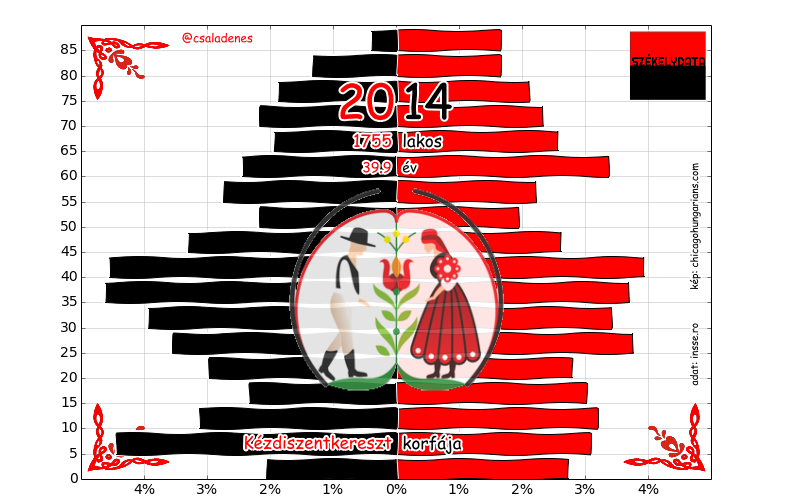 @csaladenes
SZÉKELYDATA
2014
1755 lakos
39.9 év
kép: chicagohungarians.com
adat: insse.ro
Kézdiszentkereszt korfája
85
80
75
70
65
60
55
50
45
40
35
30
25
20
15
10
5
0
4% 3% 2% 1% 0% 1% 2% 3% 4%